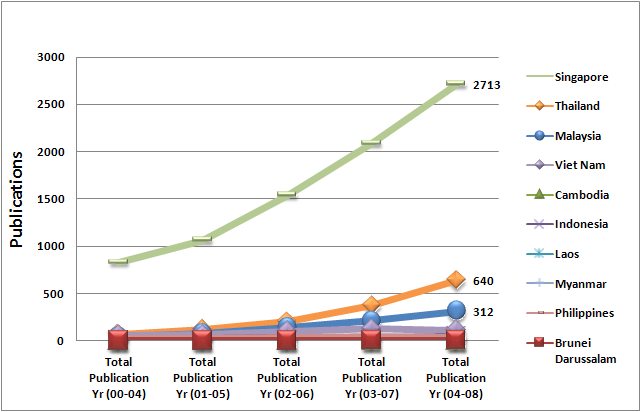 3000
2500
2000
1500
1000
500
0
Publications
2713
640
312
Total
Publication
Yr (00-04)
Total
Publication
Yr (01-05)
Total
Publication
Yr (02-06)
Total
Publication
Yr (03-07)
Total
Publication
Yr (04-08)
Singapore
Thailand
Malaysia
Viet Nam
Cambodia
Indonesia
Laos
Myanmar
Philippines
Brunei
Darussalam